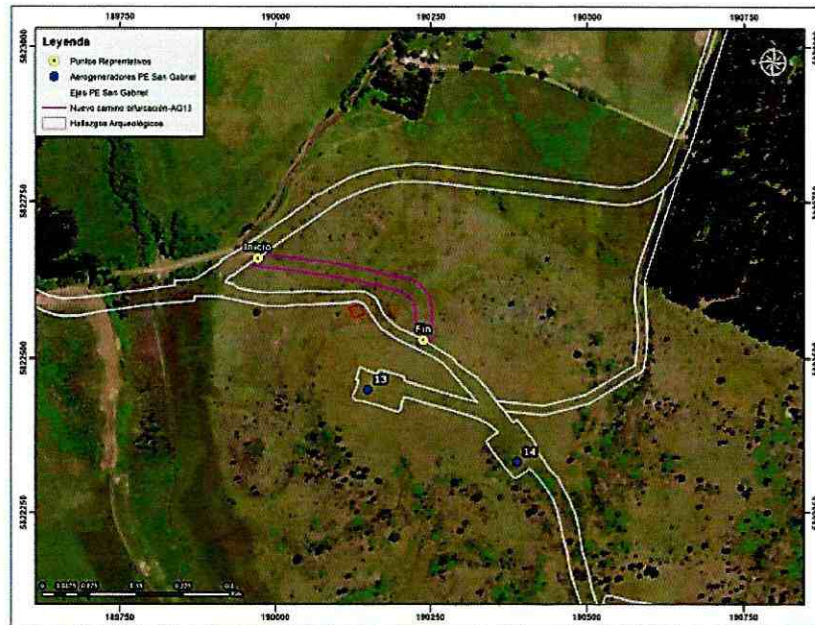 189750 190000 190250 190500 190750
5823000
Leyenda
Puntos Reprentativos
Aerogeneradores PE San Gabriel
Ejes PE San Gabriel
Nuevo camino bifurcación-AG13
Hallazgos Arqueológicos
5822750
Inicio
Fin
5822500
13
14
5822250
189750 190000 190250 190500 190750